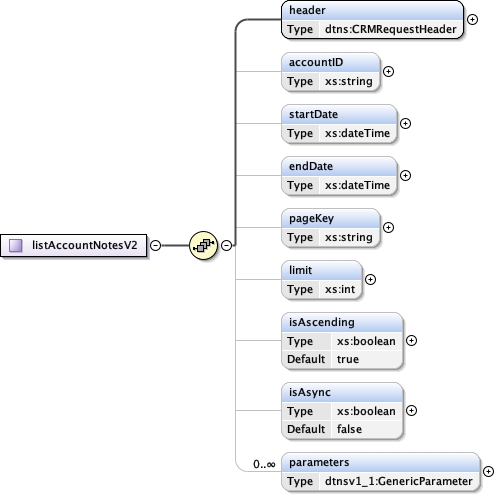 header
Type dtns:CRMRequestHeader
accountID
Type xs:string
startDate
Type xs:dateTime
endDate
Type xs:dateTime
listAccountNotesV2
pageKey
Type xs:string
limit
Type xs:int
isAscending
Type xs:boolean
Default true
isAsync
Type xs:boolean
Default false
0..∞
parameters
Type dtnsv1_1:GenericParameter